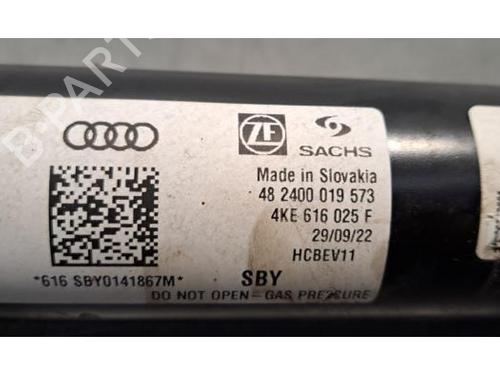 B-PARTS
ZF
SACHS
Made in Slovakia
48 2400 019 573
4KE 616 025 F
29/09/22
HCBEV11
*616 SBY0141867M*
SBY
DO NOT OPEN-GAS PRESSURE